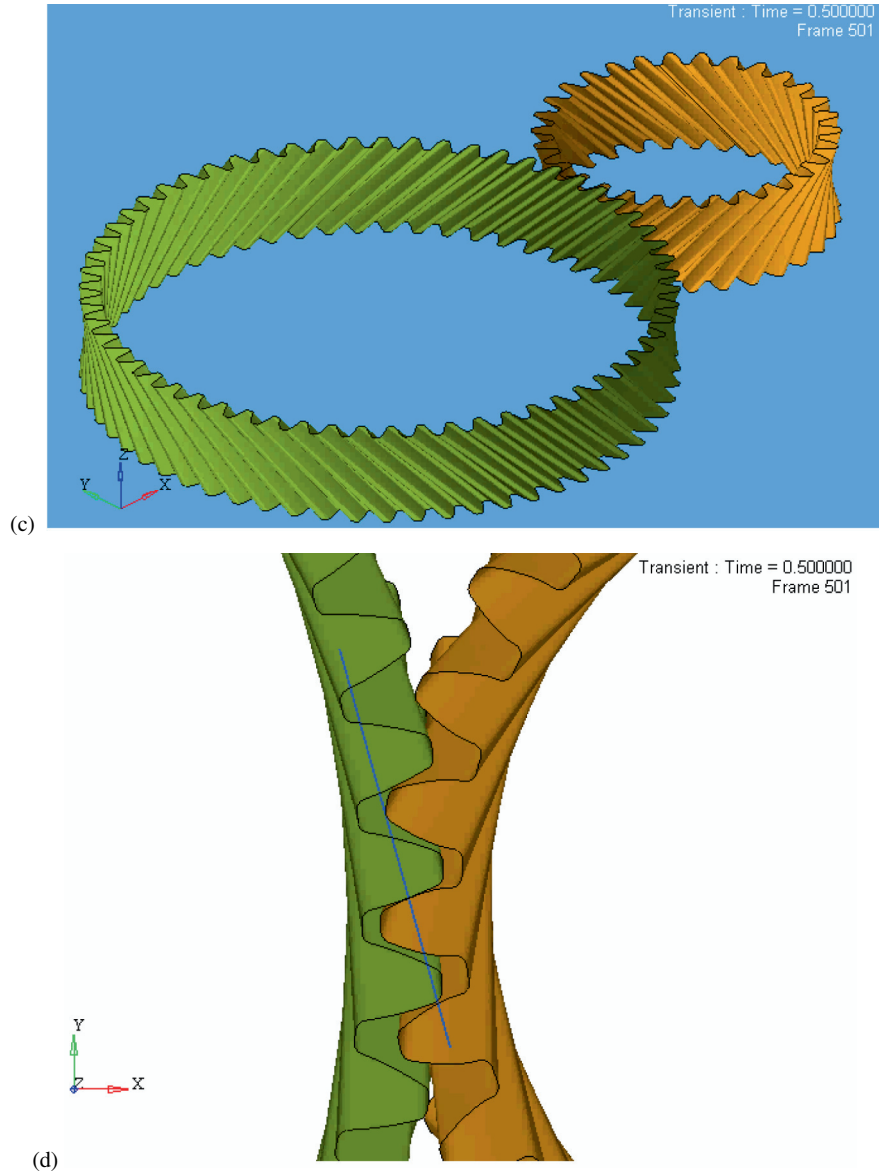 Transient : Time = 0.500000
Frame 501
Z
Y
X
(c)
Transient : Time = 0.500000
Frame 501
Y
Z
X
(d)